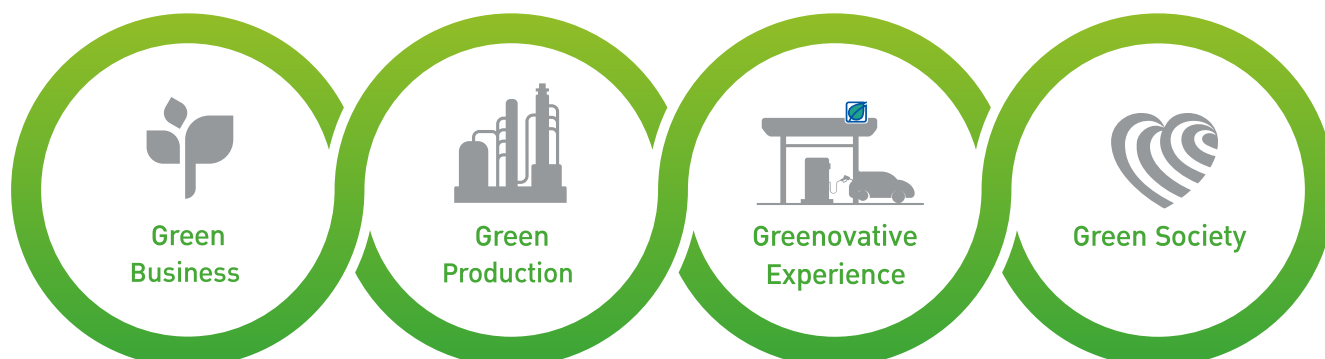 Green
Business
Green
Production
Greenovative
Experience
Green Society